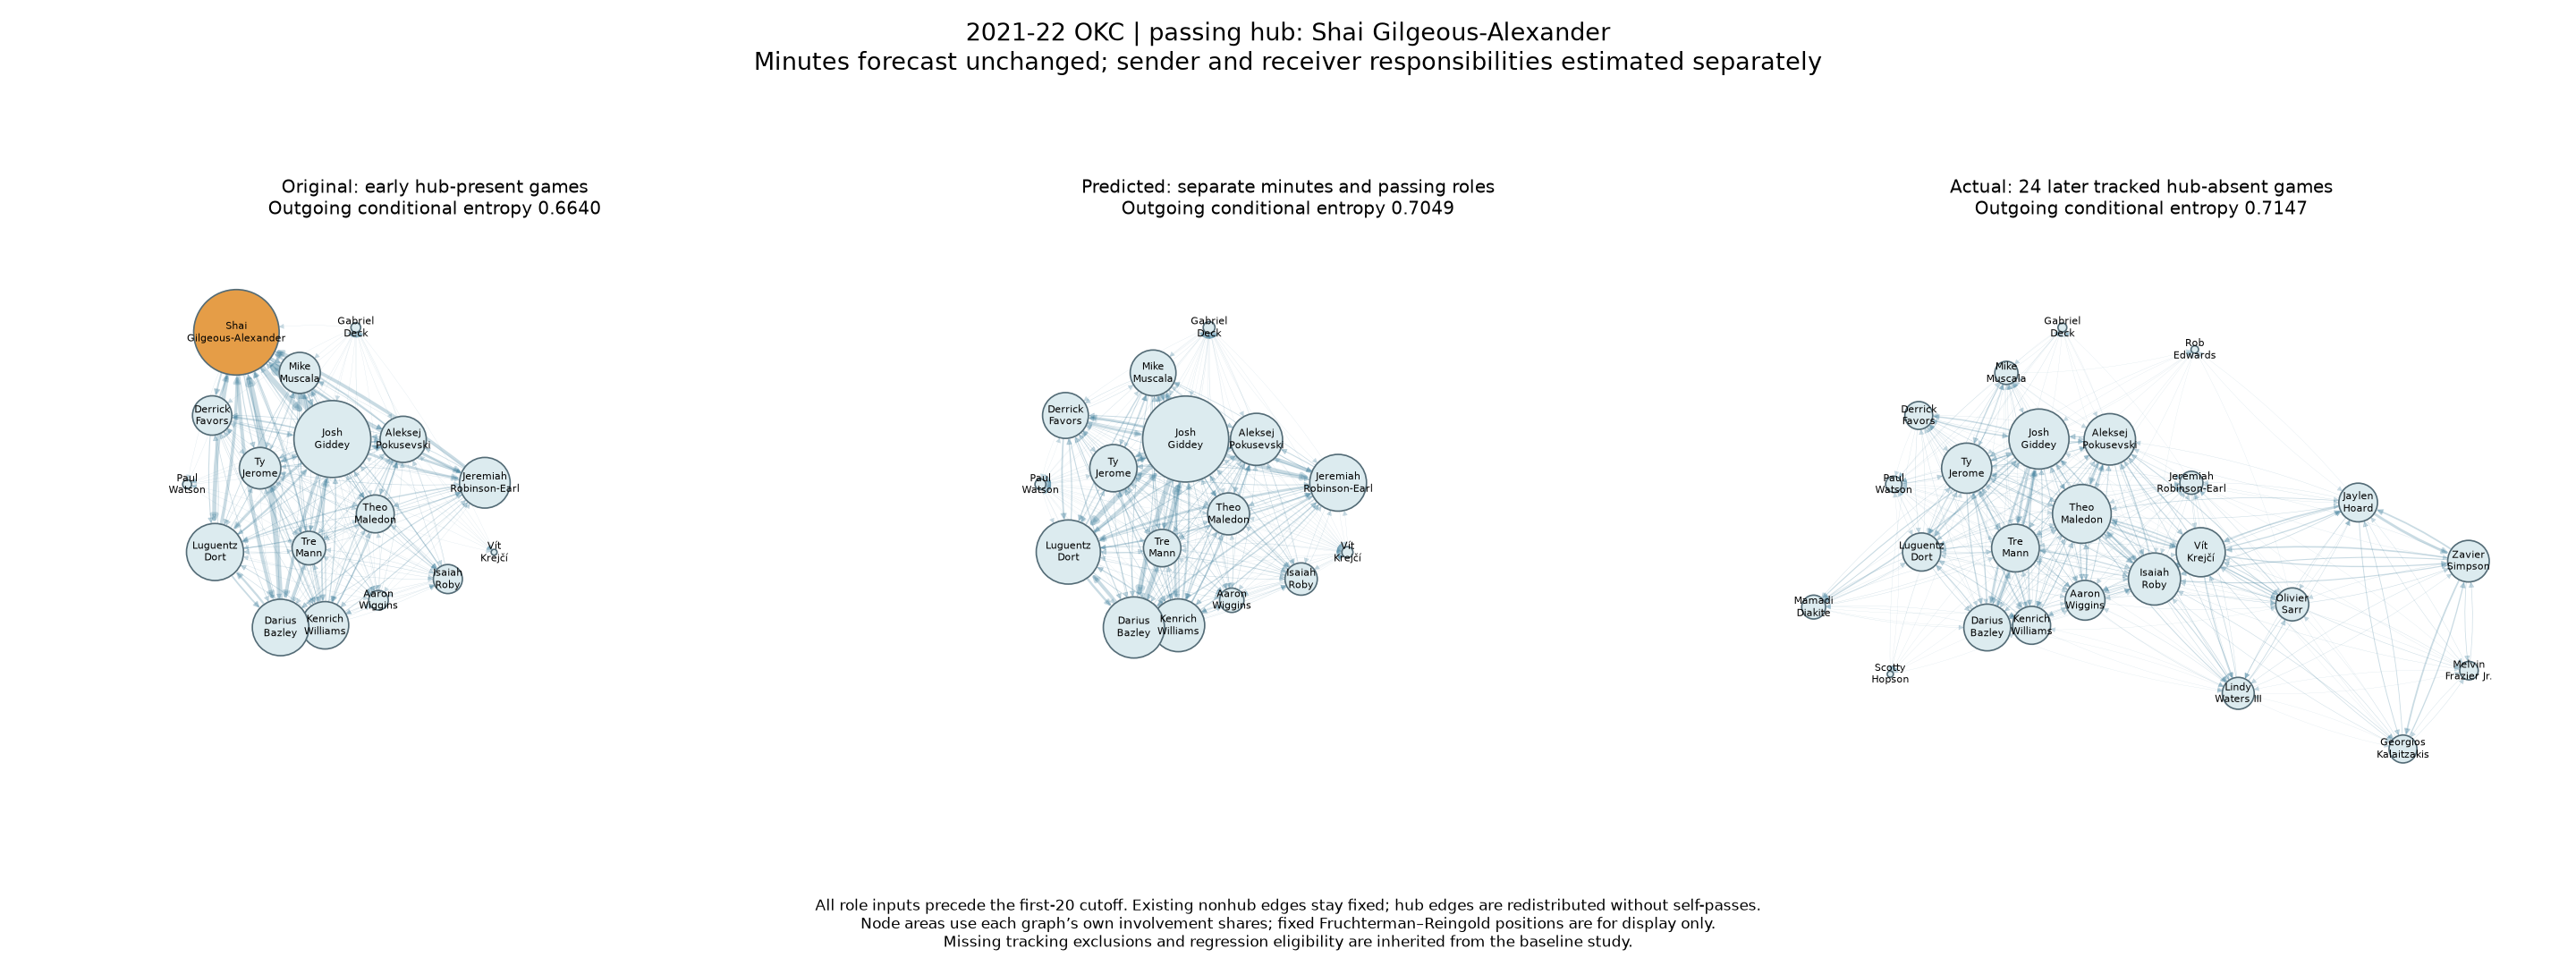 2021-22 OKC | passing hub: Shai Gilgeous-Alexander
Minutes forecast unchanged; sender and receiver responsibilities estimated separately
Original: early hub-present games
Outgoing conditional entropy 0.6640
Shai
Gilgeous-Alexander
Gabriel
Deck
Mike
Muscala
Derrick
Favors
Josh
Giddey
Aleksej
Pokusevski
Ty
Jerome
Paul
Watson
Jeremiah
Robinson-Earl
Theo
Maledon
Luguentz
Dort
Tre
Mann
Vít
Krejčí
Isaiah
Roby
Aaron
Wiggins
Darius
Bazley
Kenrich
Williams
Predicted: separate minutes and passing roles
Outgoing conditional entropy 0.7049
Gabriel
Deck
Mike
Muscala
Derrick
Favors
Josh
Giddey
Aleksej
Pokusevski
Ty
Jerome
Paul
Watson
Jeremiah
Robinson-Earl
Theo
Maledon
Luguentz
Dort
Tre
Mann
Vít
Krejčí
Isaiah
Roby
Aaron
Wiggins
Darius
Bazley
Kenrich
Williams
Actual: 24 later tracked hub-absent games
Outgoing conditional entropy 0.7147
Gabriel
Deck
Rob
Edwards
Mike
Muscala
Derrick
Favors
Josh
Giddey
Aleksej
Pokusevski
Ty
Jerome
Paul
Watson
Jeremiah
Robinson-Earl
Jaylen
Hoard
Theo
Maledon
Luguentz
Dort
Tre
Mann
Vít
Krejčí
Zavier
Simpson
Isaiah
Roby
Aaron
Wiggins
Olivier
Sarr
Mamadi
Diakite
Darius
Bazley
Kenrich
Williams
Scotty
Hopson
Melvin
Frazier Jr.
Lindy
Waters III
Georgios
Kalaitzakis
All role inputs precede the first-20 cutoff. Existing nonhub edges stay fixed; hub edges are redistributed without self-passes.
Node areas use each graph’s own involvement shares; fixed Fruchterman–Reingold positions are for display only.
Missing tracking exclusions and regression eligibility are inherited from the baseline study.